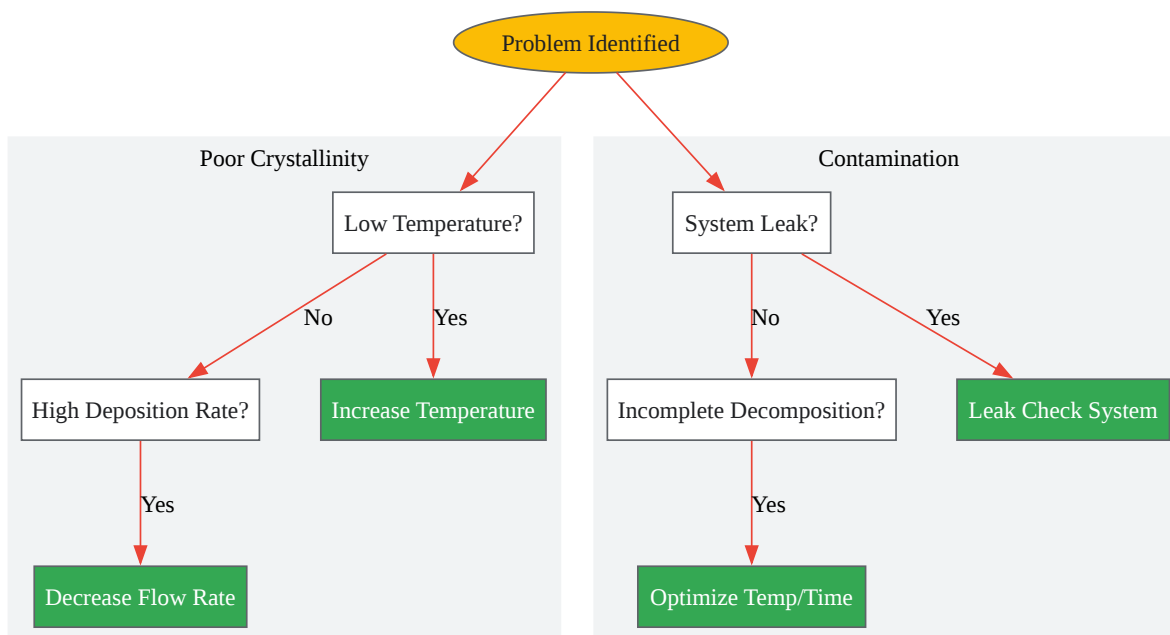 Problem Identified
Poor Crystallinity
Contamination
Low Temperature?
System Leak?
No
Yes
No
Yes
High Deposition Rate?
Increase Temperature
Incomplete Decomposition?
Leak Check System
Yes
Yes
Decrease Flow Rate
Optimize Temp/Time